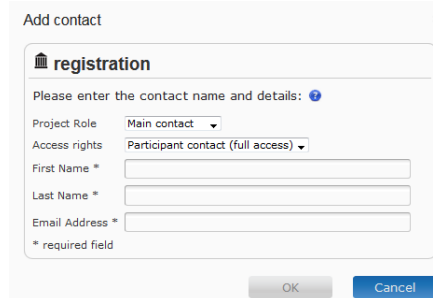 Add contact
registration
Please enter the contact name and details:
Project Role Main contact
Access rights Participant contact (full access)
First Name *
Last Name *
Email Address *
* required field
OK Cancel